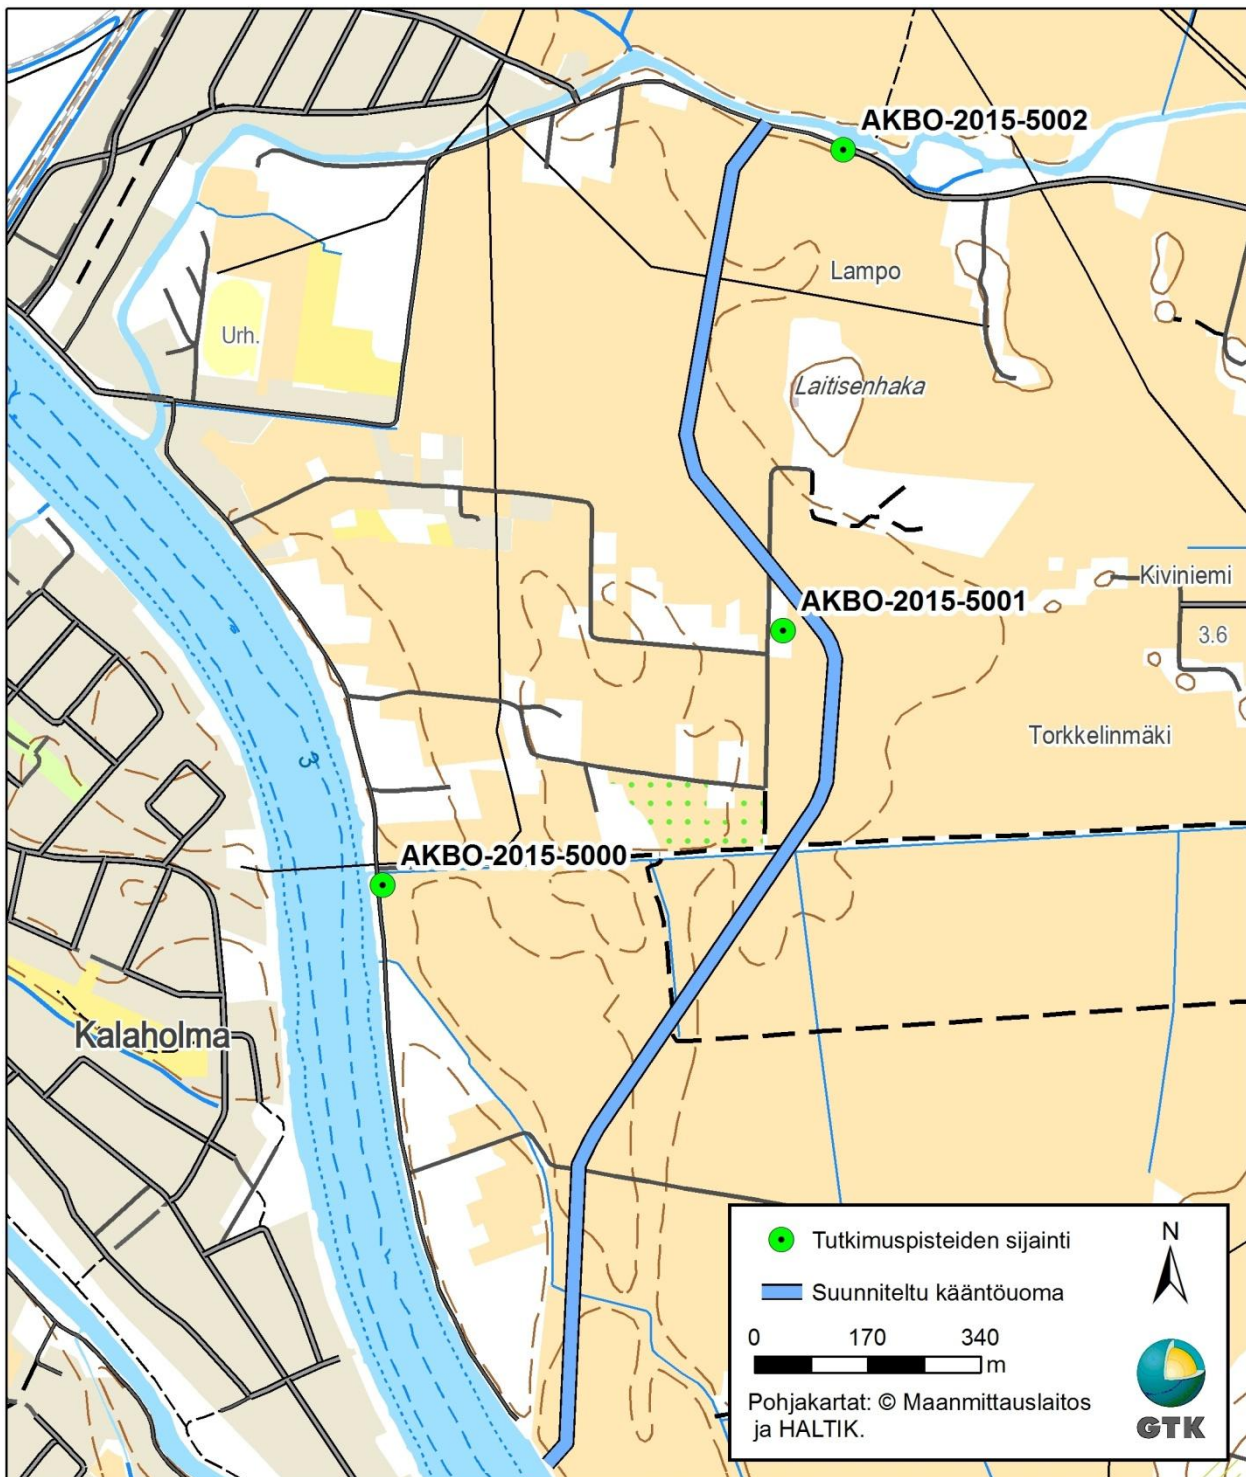 AKBO-2015-5002
Lampo
Urh.
Laitisenhaka
Kiviniemi
AKBO-2015-5001
3.6
Torkkelinmäki
3
AKBO-2015-5000
Kalaholma
N
Tutkimuspisteiden sijainti
Suunniteltu kääntöuoma
0 170 340
m
Pohjakartat: © Maanmittauslaitos
ja HALTIK.
GTK